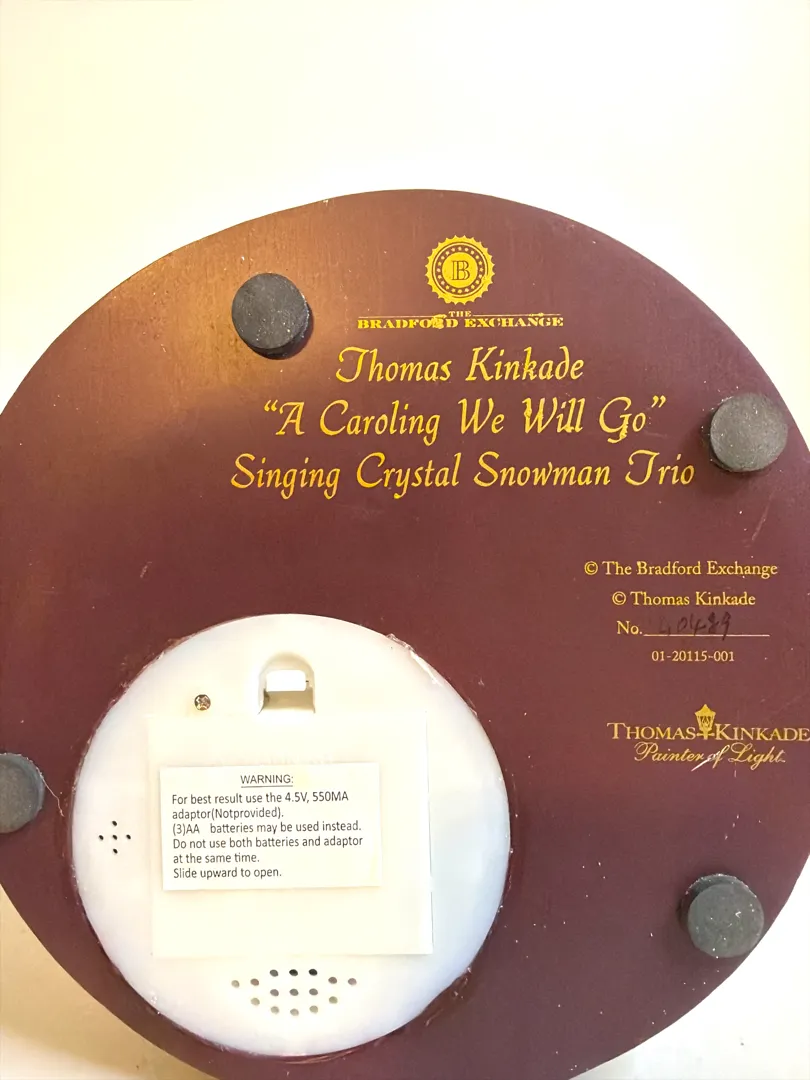 B
THE
BRADFORD EXCHANGE
Thomas Kinkade
“A Caroling We Will Go”
Singing Crystal Snowman Trio
© The Bradford Exchange
© Thomas Kinkade
No.
01-20115-001
THOMAS KINKADE
Painter of Light
WARNING:
For best result use the 4.5V, 550MA
adaptor(Notprovided).
(3)AA batteries may be used instead.
Do not use both batteries and adaptor
at the same time.
Slide upward to open.